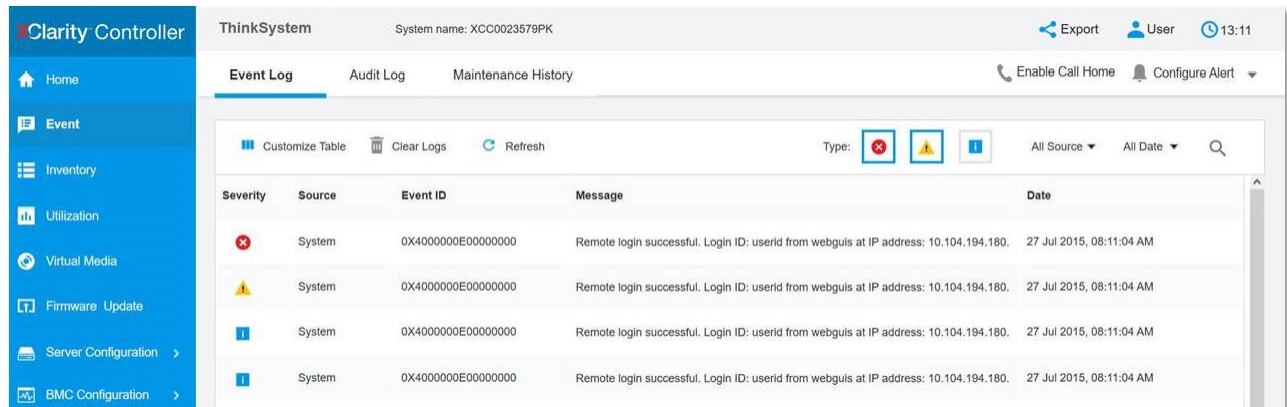 XClarity Controller
ThinkSystem System name: XCC0023579PK Export User 13:11
Home
Event Log Audit Log Maintenance History Enable Call Home Configure Alert
Event
Customize Table Clear Logs Refresh Type: All Source All Date
Inventory
Severity Source Event ID Message Date
Utilization
System 0X4000000E00000000 Remote login successful. Login ID: userid from webguis at IP address: 10.104.194.180. 27 Jul 2015, 08:11:04 AM
Virtual Media
System 0X4000000E00000000 Remote login successful. Login ID: userid from webguis at IP address: 10.104.194.180. 27 Jul 2015, 08:11:04 AM
Firmware Update
System 0X4000000E00000000 Remote login successful. Login ID: userid from webguis at IP address: 10.104.194.180. 27 Jul 2015, 08:11:04 AM
Server Configuration
System 0X4000000E00000000 Remote login successful. Login ID: userid from webguis at IP address: 10.104.194.180. 27 Jul 2015, 08:11:04 AM
BMC Configuration